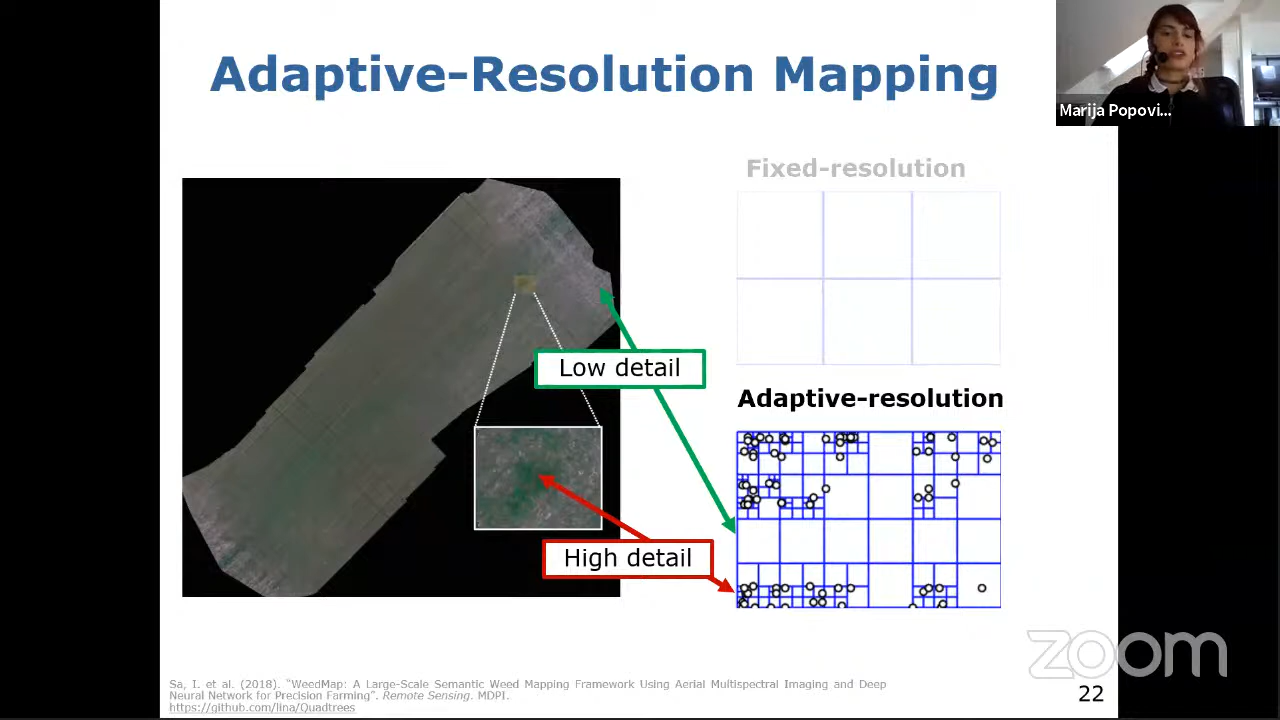 Adaptive-Resolution Mapping
Marija Popovi...
Fixed-resolution
Low detail
Adaptive-resolution
High detail
zoom
Sa, I. et al. (2018). "WeedMap: A Large-Scale Semantic Weed Mapping Framework Using Aerial Multispectral Imaging and Deep
Neural Network for Precision Farming". Remote Sensing. MDPI.
https://github.com/lina/Quadtrees
22